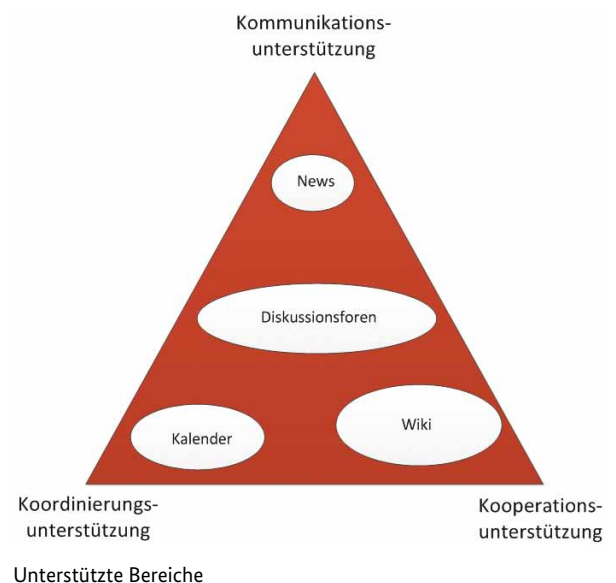 Kommunikations-
unterstützung
News
Diskussionsforen
Kalender
Wiki
Koordinierungs-
unterstützung
Kooperations-
unterstützung
Unterstützte Bereiche